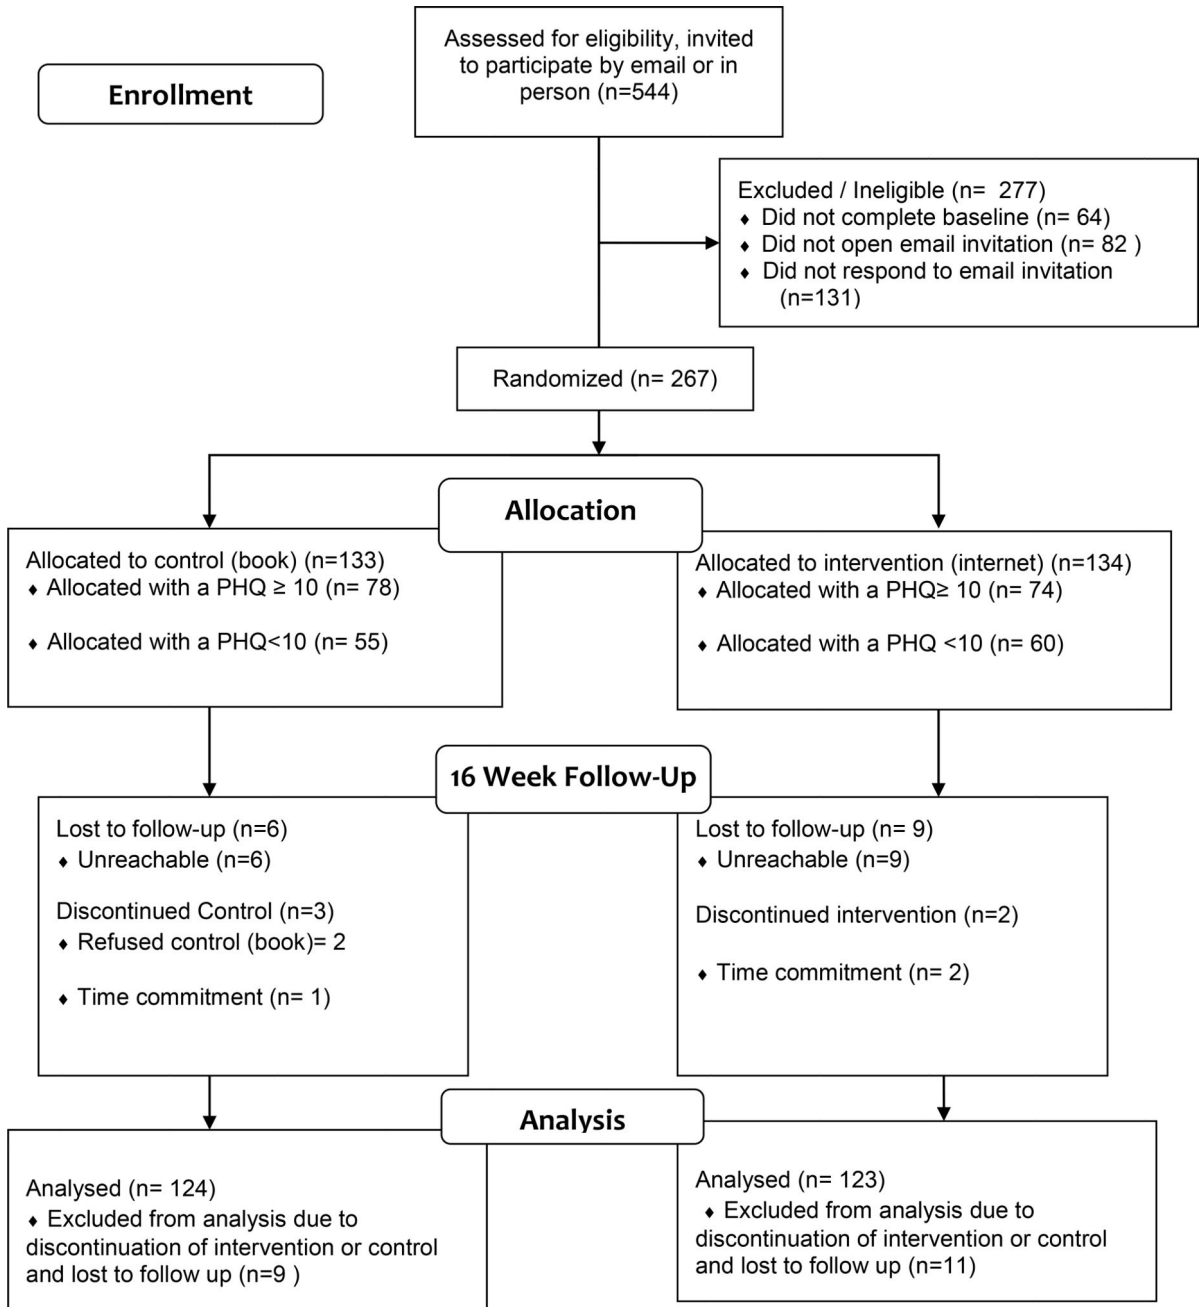 Assessed for eligibility, invited
to participate by email or in
person (n=544)
Enrollment
Excluded / Ineligible (n=  277)
♦ Did not complete baseline (n= 64)
♦ Did not open email invitation (n= 82 )
♦ Did not respond to email invitation
(n=131)
Randomized (n= 267)
Allocation
Allocated to control (book) (n=133)
♦ Allocated with a PHQ ≥ 10 (n= 78)
♦ Allocated with a PHQ<10 (n= 55)
Allocated to intervention (internet) (n=134)
♦ Allocated with a PHQ≥ 10 (n= 74)
♦ Allocated with a PHQ <10 (n= 60)
16 Week Follow-Up
Lost to follow-up (n=6)
♦ Unreachable (n=6)
Discontinued Control (n=3)
♦ Refused control (book)= 2
♦ Time commitment (n= 1)
Lost to follow-up (n= 9)
♦ Unreachable (n=9)
Discontinued intervention (n=2)
♦ Time commitment (n= 2)
Analysis
Analysed (n= 124)
♦ Excluded from analysis due to
discontinuation of intervention or control
and lost to follow up (n=9 )
Analysed (n= 123)
♦ Excluded from analysis due to
discontinuation of intervention or control
and lost to follow up (n=11)